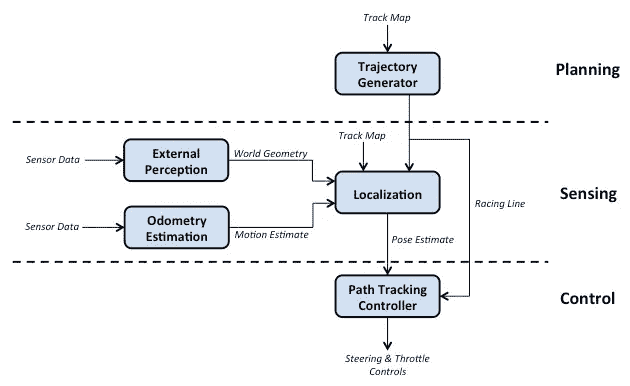 Track Map
Trajectory
Generator
Planning
Track Map
Sensor Data
External
Perception
World Geometry
Localization
Sensing
Racing Line
Sensor Data
Odometry
Estimation
Motion Estimate
Pose Estimate
Path Tracking
Controller
Control
Steering & Throttle
Controls